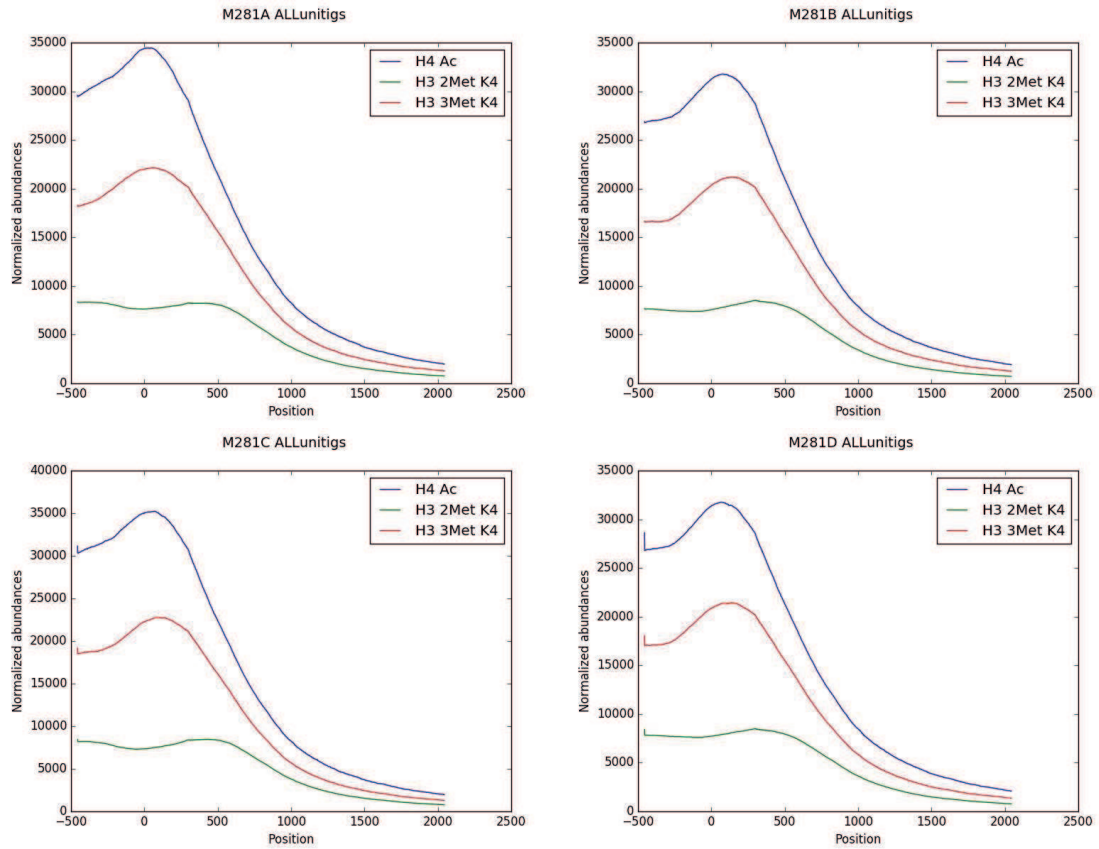 M281A ALLunitigs
Normalized abundances
35000
30000
25000
20000
15000
10000
5000
0
−500 0 500 1000 1500 2000 2500
Position
H4 Ac
H3 2Met K4
H3 3Met K4
M281B ALLunitigs
Normalized abundances
35000
30000
25000
20000
15000
10000
5000
0
−500 0 500 1000 1500 2000 2500
Position
H4 Ac
H3 2Met K4
H3 3Met K4
M281C ALLunitigs
Normalized abundances
40000
35000
30000
25000
20000
15000
10000
5000
0
−500 0 500 1000 1500 2000 2500
Position
H4 Ac
H3 2Met K4
H3 3Met K4
M281D ALLunitigs
Normalized abundances
35000
30000
25000
20000
15000
10000
5000
0
−500 0 500 1000 1500 2000 2500
Position
H4 Ac
H3 2Met K4
H3 3Met K4